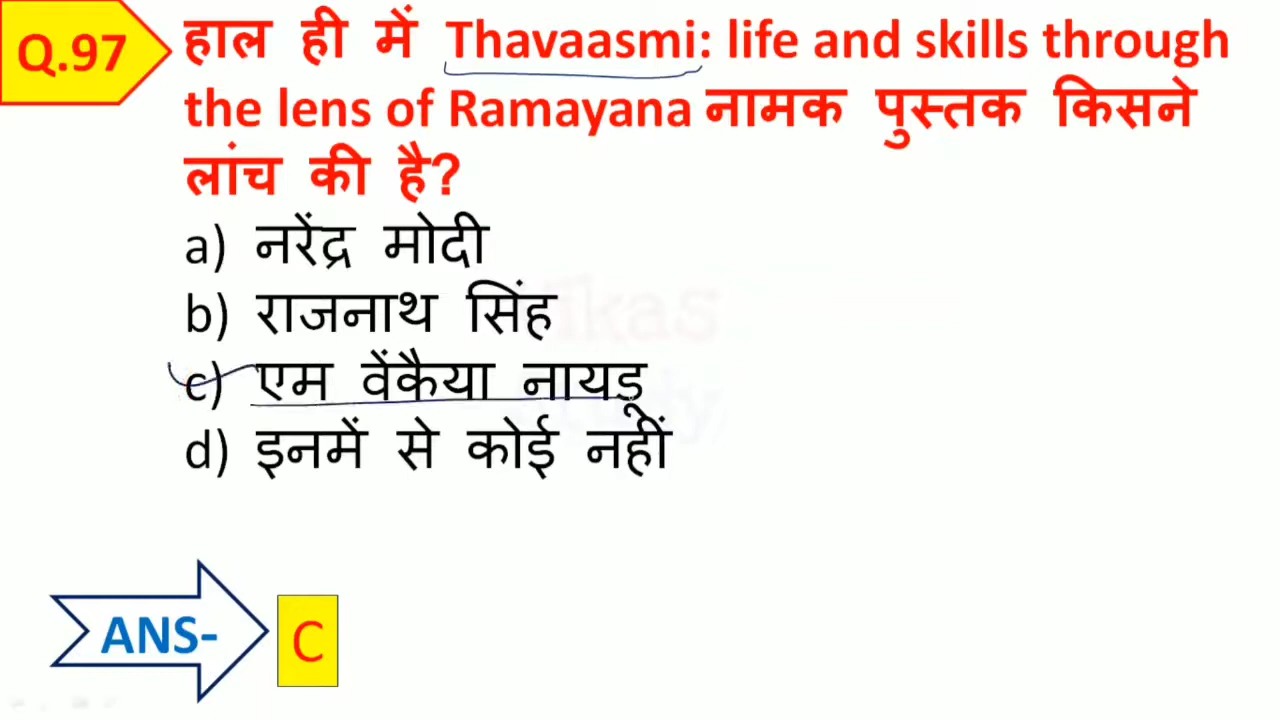 Q.97
हाल ही में Thavaasmi: life and skills through
the lens of Ramayana नामक पुस्तक किसने
लांच की है?
a) नरेंद्र मोदी
b) राजनाथ सिंह
c) एम वेंकैया नायडू
d) इनमें से कोई नहीं
ANS-
C